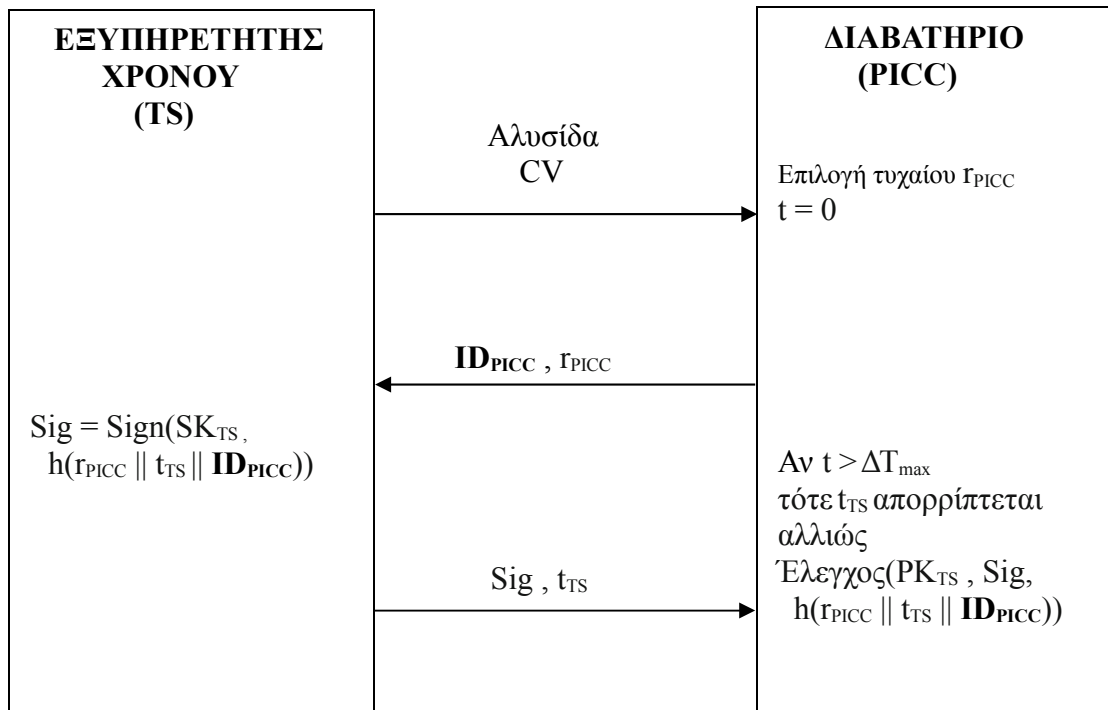 ΕΞΥΠΗΡΕΤΗΤΗΣ
ΧΡΟΝΟΥ
(TS)
ΔΙΑΒΑΤΗΡΙΟ
(PICC)
Αλυσίδα
CV
Επιλογή τυχαίου rPICC
t = 0
IDPICC , rPICC
Sig = Sign(SKTS ,
h(rPICC || tTS || IDPICC))
Αν t > ΔTmax
τότε tTS απορρίπτεται
αλλιώς
Έλεγχος(PKTS , Sig,
h(rPICC || tTS || IDPICC))
Sig , tTS